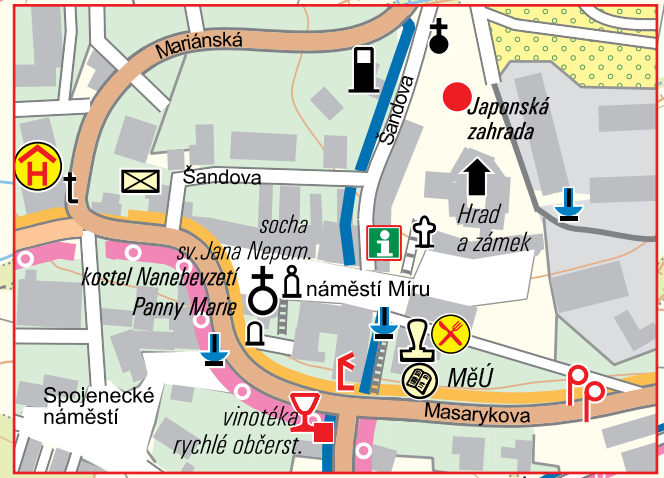 Mariánská
Šandova
Japonská
zahrada
Šandova
H
Hrad
a zámek
socha
sv. Jana Nepom.
i
kostel Nanebevzetí
Panny Marie
náměstí Míru
MěÚ
Spojenecké
náměstí
Masarykova
vinotéka
rychlé občerst.